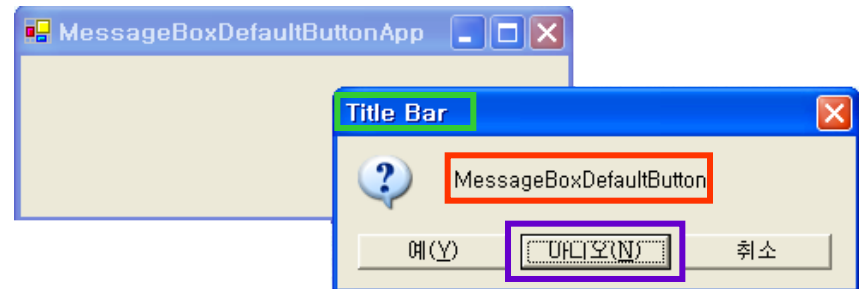 MessageBoxDefaultButtonApp
Title Bar
MessageBoxDefaultButton
예(Y) 아니오(N) 취소